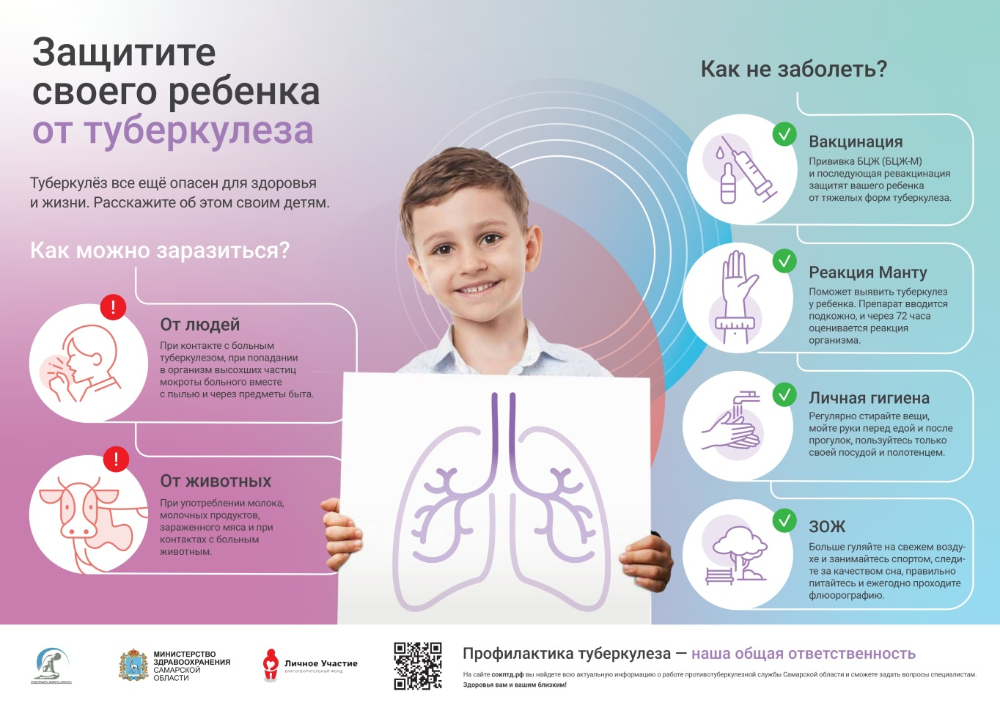 Защитите
своего ребенка
от туберкулеза
Туберкулёз все ещё опасен для здоровья
и жизни. Расскажите об этом своим детям.
Как можно заразиться?
!
От людей
При контакте с больным
туберкулезом, при попадании
в организм высохших частиц
мокроты больного вместе
с пылью и через предметы быта.
!
От животных
При употреблении молока,
молочных продуктов,
зараженного мяса и при
контактах с больным
животным.
Как не заболеть?
Вакцинация
Прививка БЦЖ (БЦЖ-М)
и последующая ревакцинация
защитят вашего ребенка
от тяжелых форм туберкулеза.
Реакция Манту
Поможет выявить туберкулез
у ребенка. Препарат вводится
подкожно, и через 72 часа
оценивается реакция
организма.
Личная гигиена
Регулярно стирайте вещи,
мойте руки перед едой и после
прогулок, пользуйтесь только
своей посудой и полотенцем.
ЗОЖ
Больше гуляйте на свежем возду-
хе и занимайтесь спортом, следи-
те за качеством сна, правильно
питайтесь и ежегодно проходите
флюорографию.
МИНИСТЕРСТВО
ЗДРАВООХРАНЕНИЯ
САМАРСКОЙ
ОБЛАСТИ
Личное Участие
БЛАГОТВОРИТЕЛЬНЫЙ ФОНД
Профилактика туберкулеза — наша общая ответственность
На сайте сокптд.рф вы найдете всю актуальную информацию о работе противотуберкулезной службы Самарской области и сможете задать вопросы специалистам.
Здоровья вам и вашим близким!